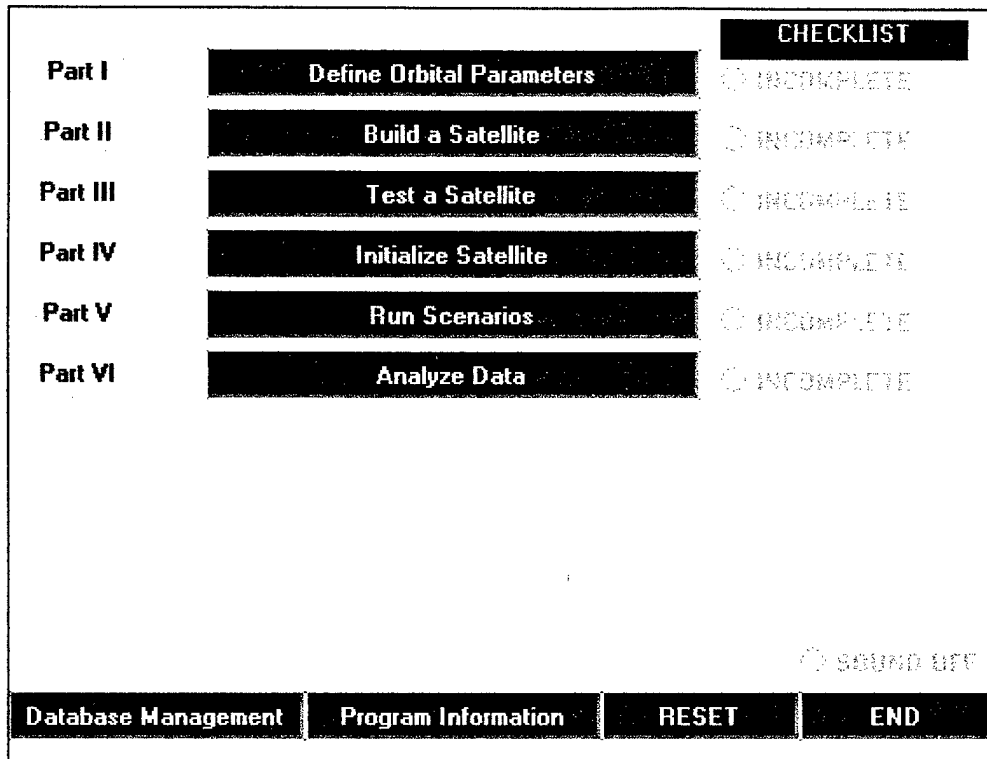 CHECKLIST
Part I Define Orbital Parameters INCOMPLETE
Part II Build a Satellite INCOMPLETE
Part III Test a Satellite INCOMPLETE
Part IV Initialize Satellite INCOMPLETE
Part V Run Scenarios INCOMPLETE
Part VI Analyze Data INCOMPLETE
SOUND OFF
Database Management Program Information RESET END